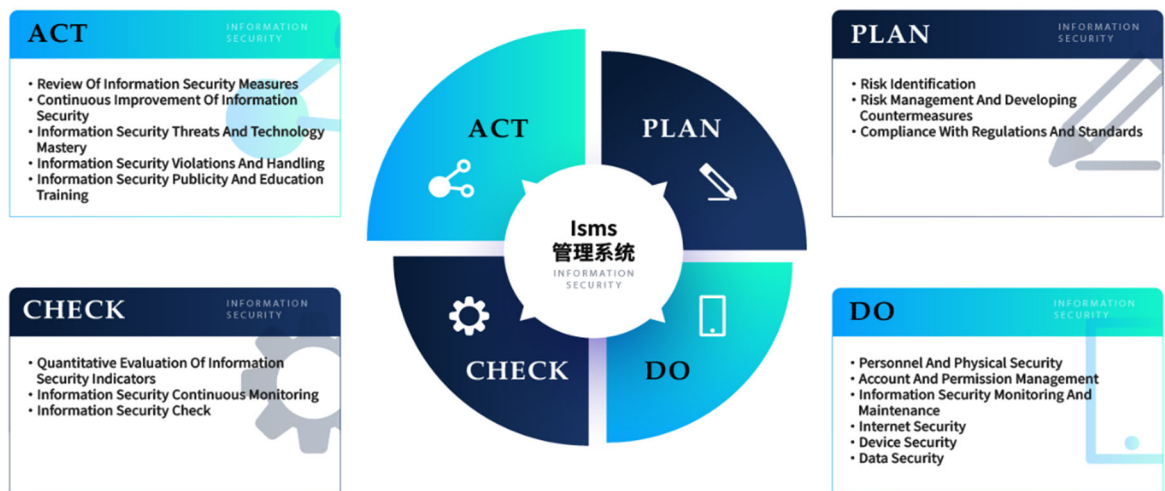 ACT
INFORMATION
SECURITY
• Review Of Information Security Measures
• Continuous Improvement Of Information
Security
• Information Security Threats And Technology
Mastery
• Information Security Violations And Handling
• Information Security Publicity And Education
Training
PLAN
INFORMATION
SECURITY
• Risk Identification
• Risk Management And Developing
Countermeasures
• Compliance With Regulations And Standards
ACT
PLAN
Isms
管理系统
INFORMATION
SECURITY
CHECK
DO
CHECK
INFORMATION
SECURITY
• Quantitative Evaluation Of Information
Security Indicators
• Information Security Continuous Monitoring
• Information Security Check
DO
INFORMATION
SECURITY
• Personnel And Physical Security
• Account And Permission Management
• Information Security Monitoring And
Maintenance
• Internet Security
• Device Security
• Data Security